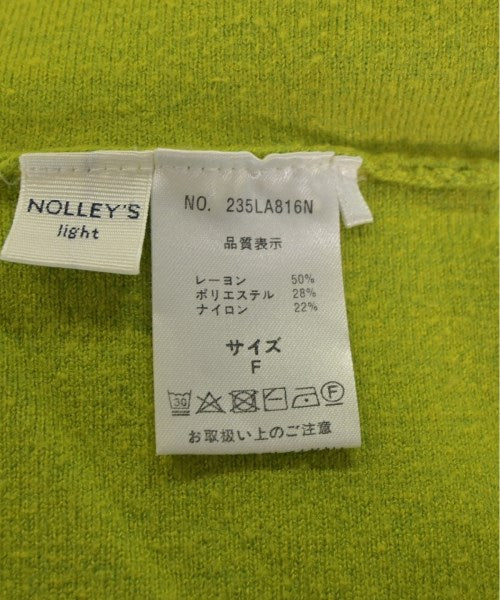 NOLLEY'S
light
NO. 235LA816N
品質表示
レーヨン 50%
ポリエステル 28%
ナイロン 22%
サイズ
F
30 F
お取扱い上のご注意